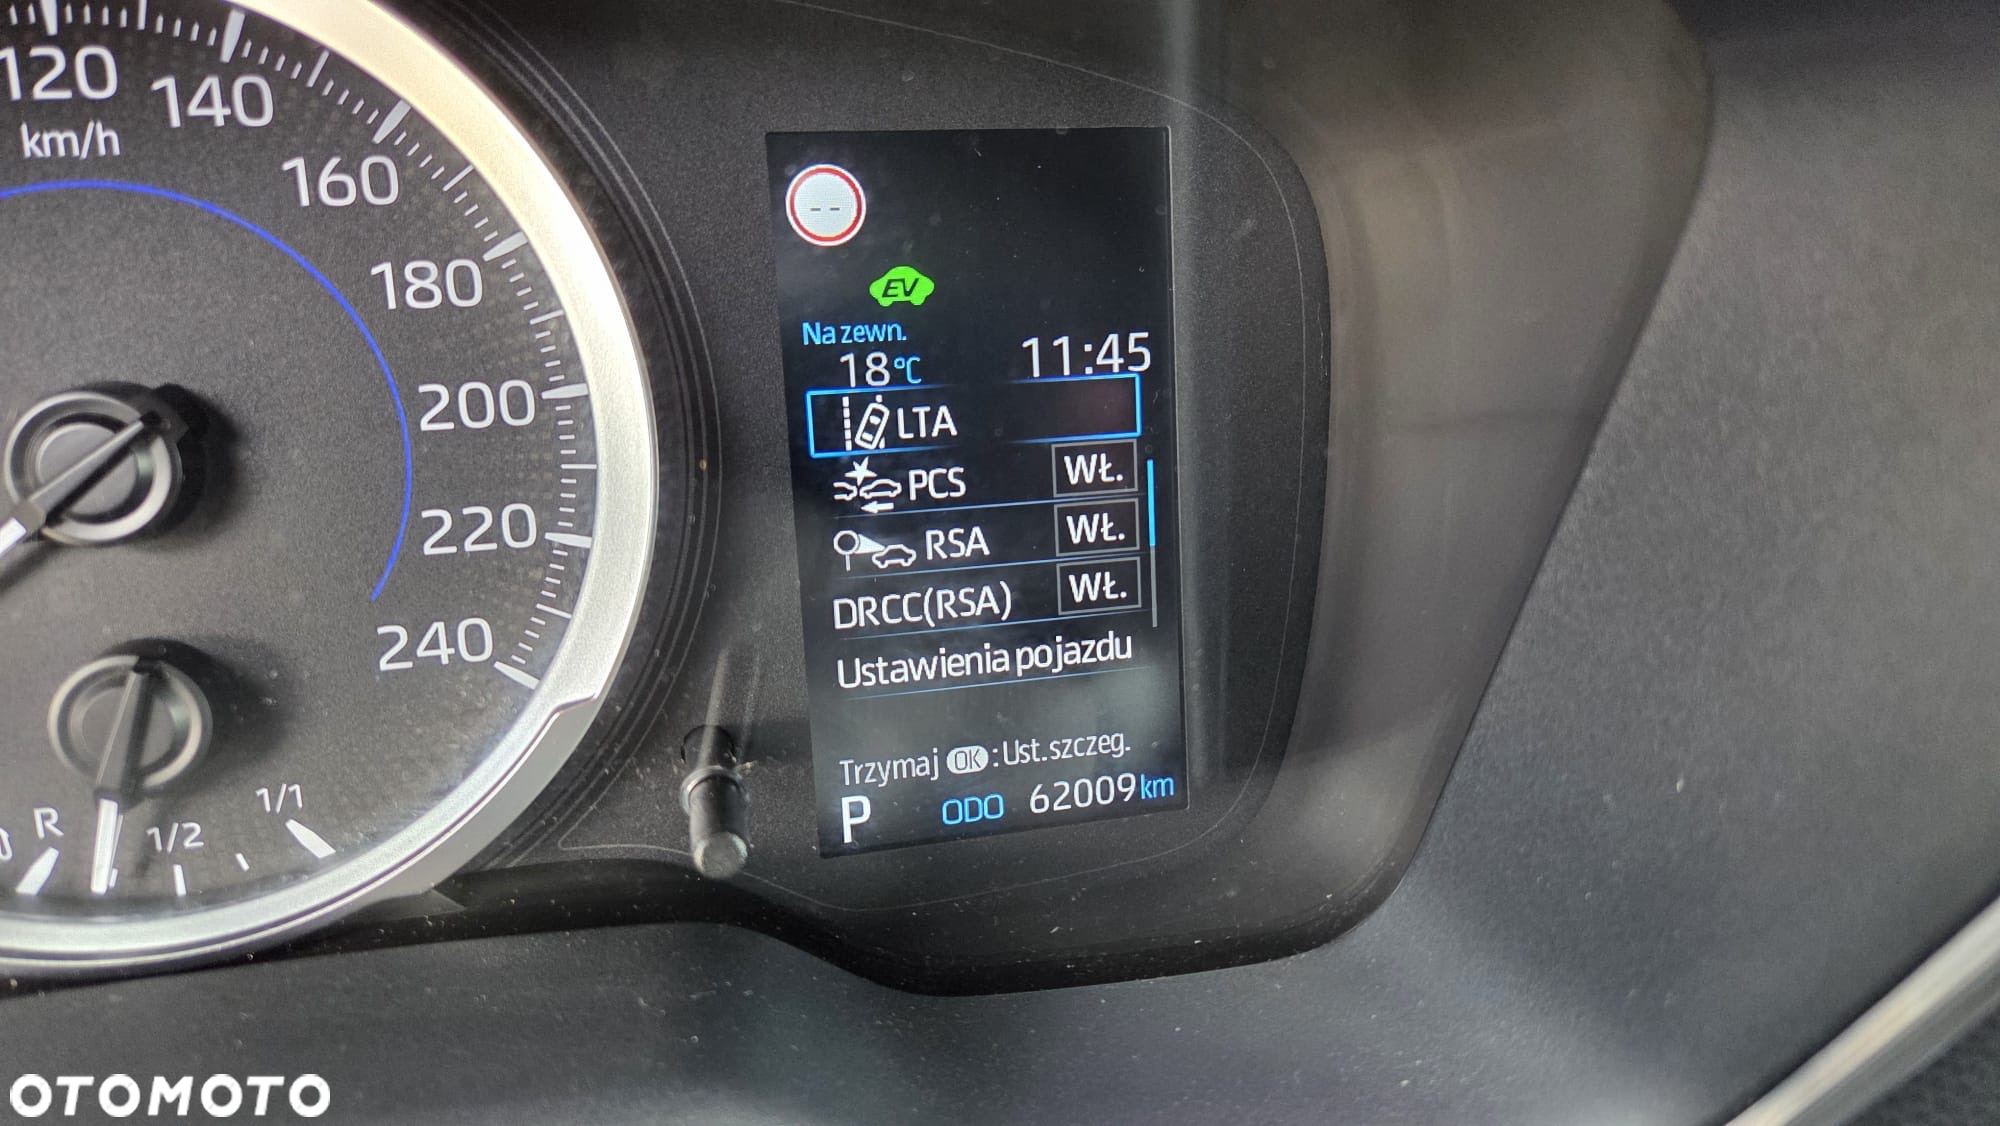 120
140
km/h
160
180
200
220
240
R
1/2
1/1
--
EV
Na zewn.
18°C
11:45
LTA
PCS
WŁ.
RSA
WŁ.
DRCC(RSA)
WŁ.
Ustawienia pojazdu
Trzymaj OK : Ust. szczeg.
P
ODO 62009 km
OTOMOTO